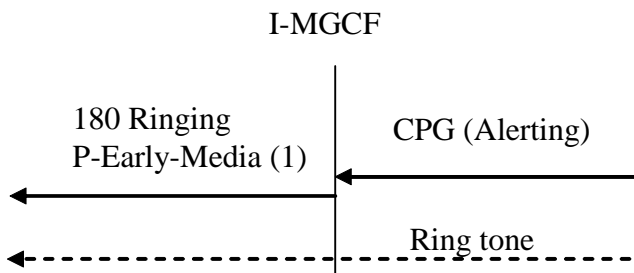 I-MGCF
180 Ringing
P-Early-Media (1)
CPG (Alerting)
Ring tone